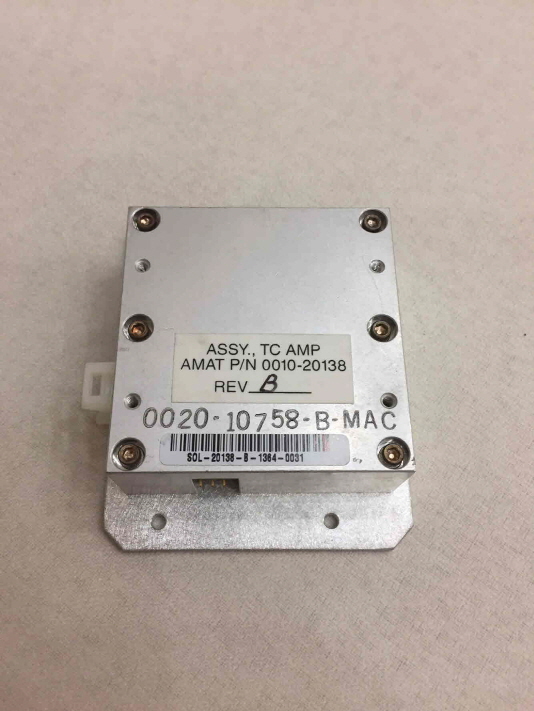 ASSY., TC AMP
AMAT P/N 0010-20138
REV B
0020-10758-B-MAC
SOL-20138-B-1364-0031